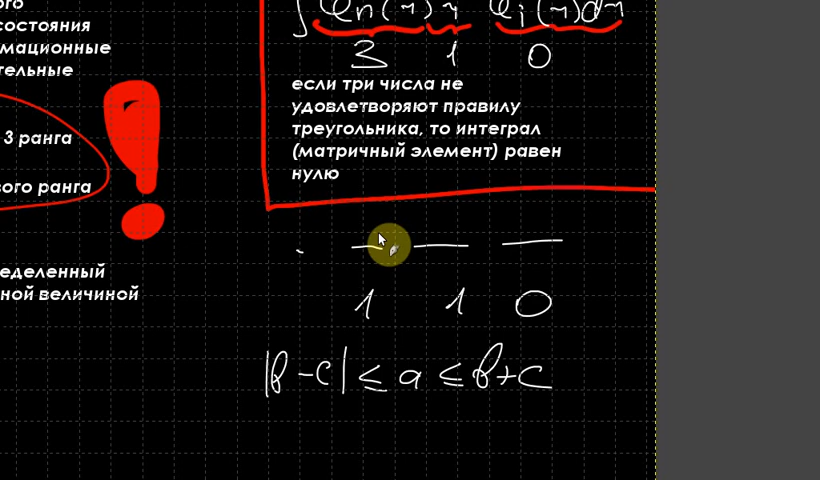 ого
состояния
мационные
тельные
3 ранга
вого ранга
еделенный
ной величиной
3 1 0
если три числа не
удовлетворяют правилу
треугольника, то интеграл
(матричный элемент) равен
нулю
1 1 0
|b-c| ≤ a ≤ b+c